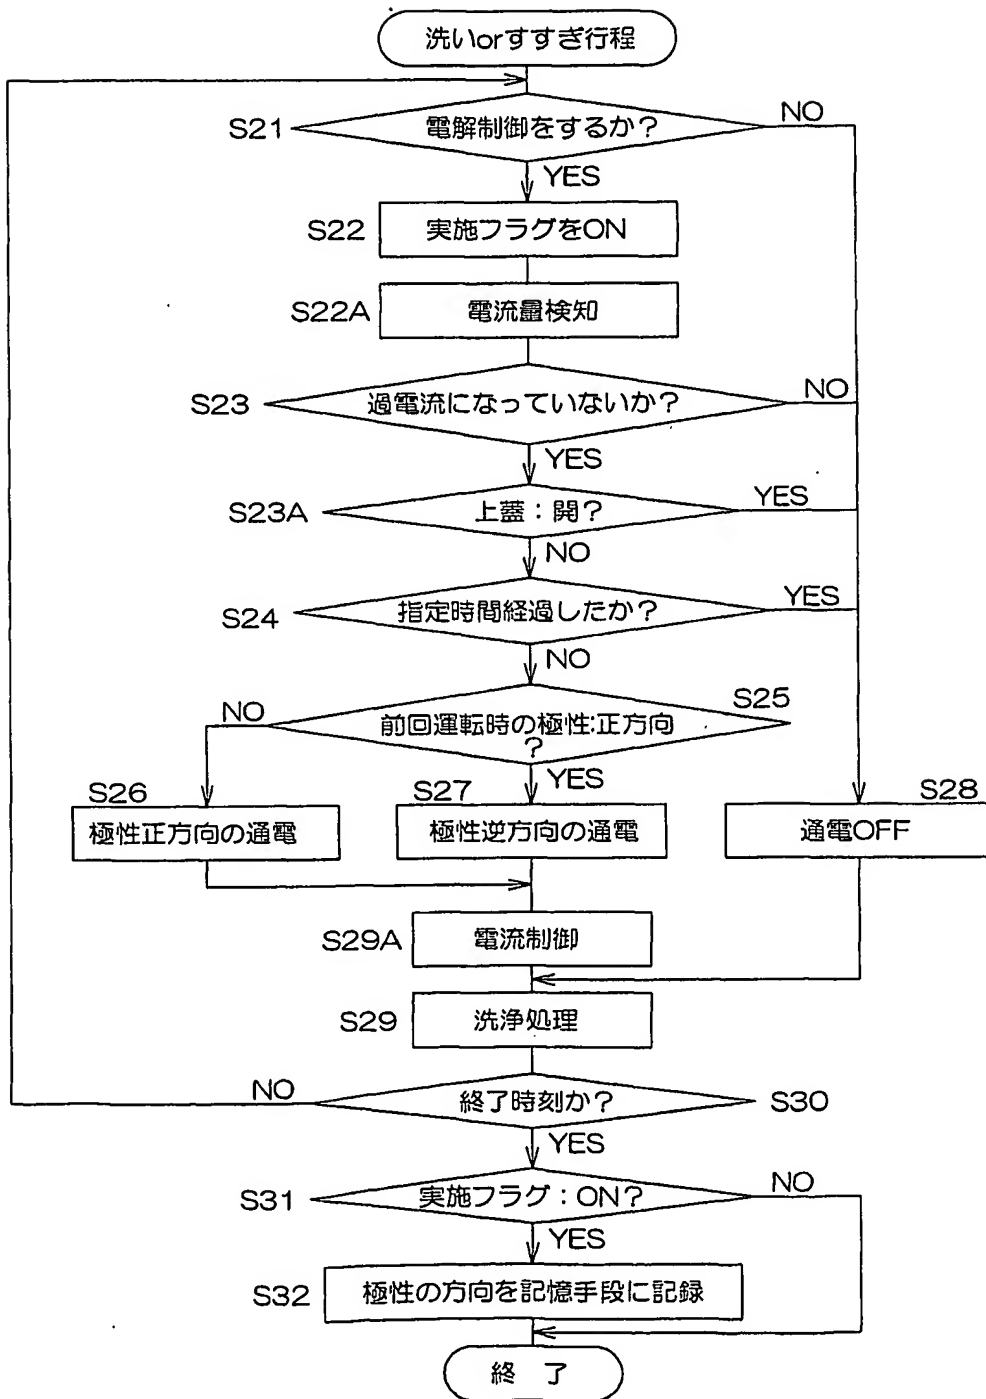 洗いorすすぎ行程
S21
電解制御をするか？
NO
YES
S22
実施フラグをON
S22A
電流量検知
S23
過電流になっていないか？
NO
YES
S23A
上蓋：開？
YES
NO
S24
指定時間経過したか？
YES
NO
S25
前回運転時の極性:正方向
？
NO
YES
S26
極性正方向の通電
S27
極性逆方向の通電
S28
通電OFF
S29A
電流制御
S29
洗浄処理
NO
終了時刻か？
S30
YES
S31
実施フラグ：ON？
NO
YES
S32
極性の方向を記憶手段に記録
終 了